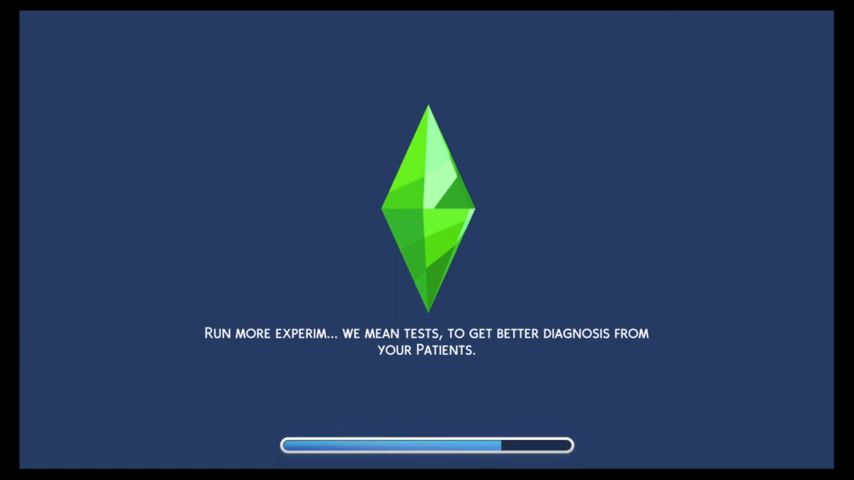 Run more experim... we mean tests, to get better diagnosis from
your Patients.